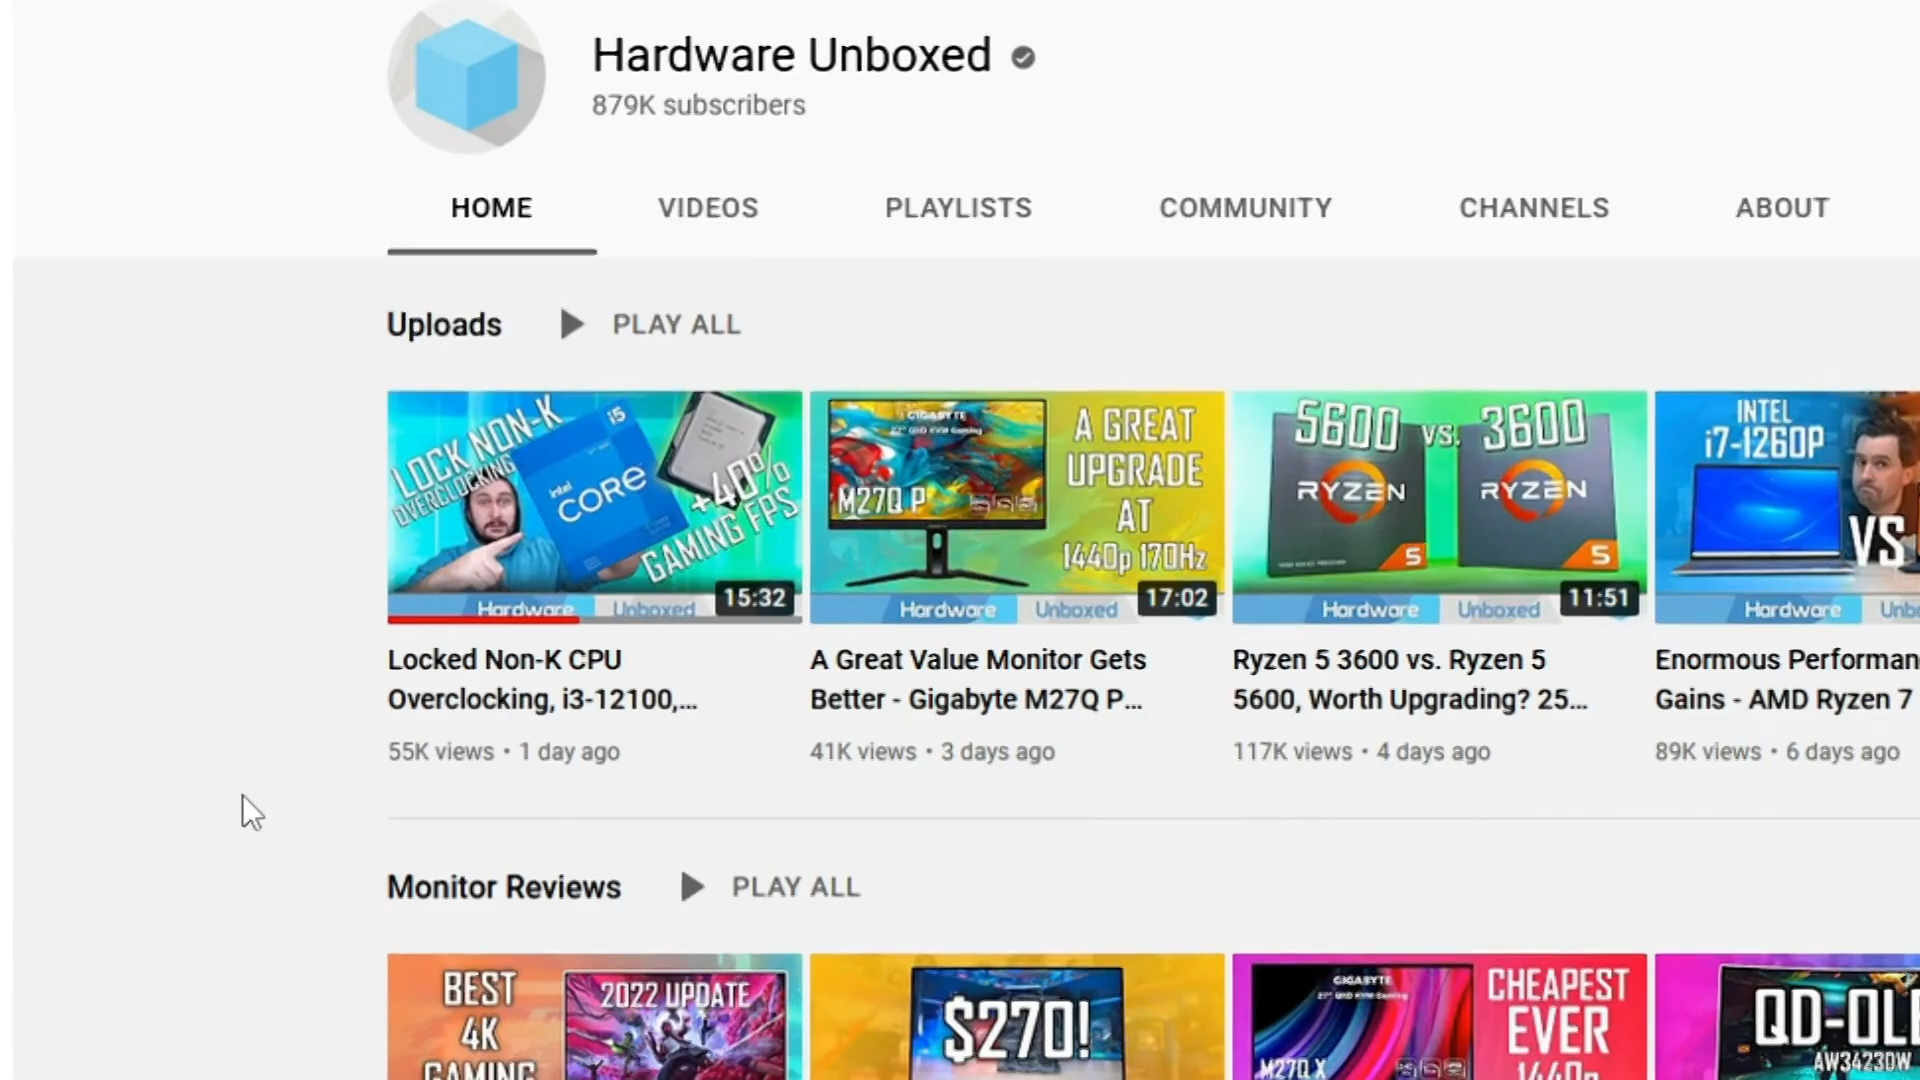 Hardware Unboxed
879K subscribers
HOME VIDEOS PLAYLISTS COMMUNITY CHANNELS ABOUT
Uploads PLAY ALL
LOCK NON-K
OVERCLOCKING
i5
intel
CORE
+40%
GAMING FPS
Hardware Unboxed
15:32
GIGABYTE
M27Q P
A GREAT
UPGRADE
AT
1440p 170Hz
Hardware Unboxed
17:02
5600 VS. 3600
RYZEN RYZEN
5 5
Hardware Unboxed
11:51
INTEL
i7-1260P
VS
Hardware Unb
Locked Non-K CPU
Overclocking, i3-12100,...
55K views • 1 day ago
A Great Value Monitor Gets
Better - Gigabyte M27Q P...
41K views • 3 days ago
Ryzen 5 3600 vs. Ryzen 5
5600, Worth Upgrading? 25...
117K views • 4 days ago
Enormous Performan
Gains - AMD Ryzen 7
89K views • 6 days ago
Monitor Reviews PLAY ALL
BEST
4K
GAMING
2022 UPDATE
$270!
GIGABYTE
M27Q X
CHEAPEST
EVER
1440p
QD-OLE
AW3423DW